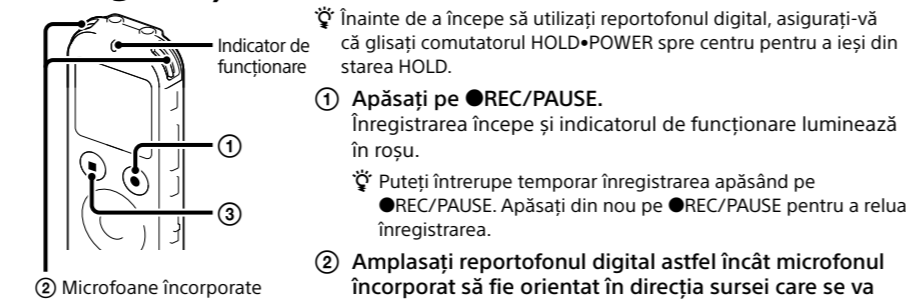 Indicator de
funcționare
①
③
② Microfoane încorporate
Înainte de a începe să utilizați reportofonul digital, asigurați-vă
că glisați comutatorul HOLD•POWER spre centru pentru a ieși din
starea HOLD.
① Apăsați pe ●REC/PAUSE.
Înregistrarea începe și indicatorul de funcționare luminează
în roșu.
Puteți întrerupe temporar înregistrarea apăsând pe
●REC/PAUSE. Apăsați din nou pe ●REC/PAUSE pentru a relua
înregistrarea.
② Amplasați reportofonul digital astfel încât microfonul
încorporat să fie orientat în direcția sursei care se va